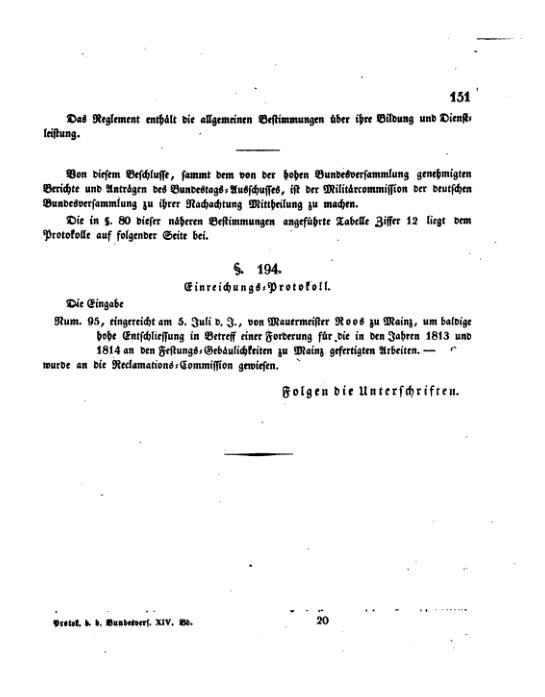 151
Das Reglement enthält die allgemeinen Bestimmungen über ihre Bildung und Dienst-
leistung.
Von diesem Beschlusse, sammt dem von der hohen Bundesversammlung genehmigten
Berichte und Anträgen des Bundestags-Ausschusses, ist der Militärcommission der deutschen
Bundesversammlung zu ihrer Nachachtung Mittheilung zu machen.
Die in §. 80 dieser näheren Bestimmungen angeführte Tabelle Ziffer 12 liegt dem
Protokolle auf folgender Seite bei.
§. 194.
Einreichungs-Protokoll.
Die Eingabe
Num. 95, eingereicht am 5. Juli d. J., von Mauermeister Roos zu Mainz, um baldige
hohe Entschliessung in Betreff einer Forderung für die in den Jahren 1813 und
1814 an den Festungs-Gebäulichkeiten zu Mainz gefertigten Arbeiten. —
wurde an die Reclamations-Commission gewiesen.
Folgen die Unterschriften.
Protok. d. d. Bundesvers. XIV. Bd.
20